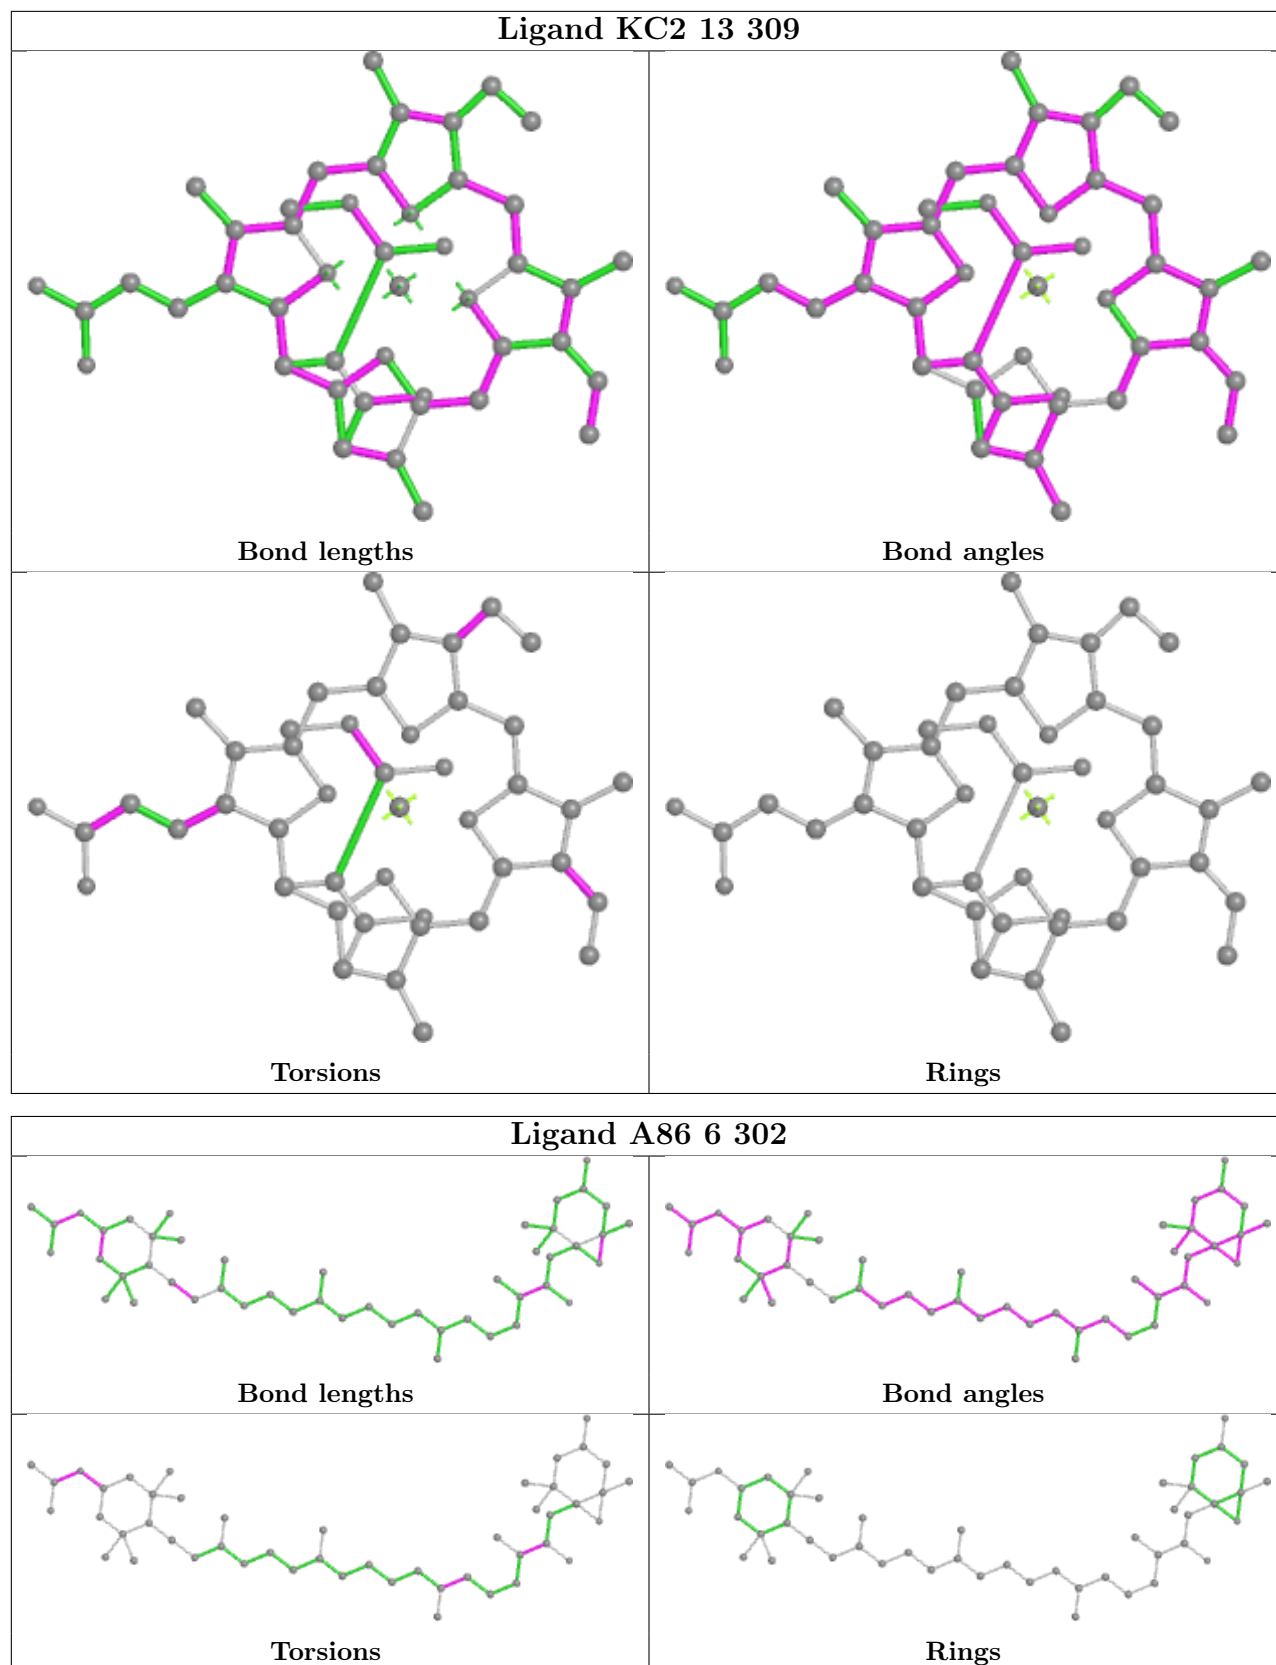 Ligand KC2 13 309
Bond lengths
Bond angles
Torsions
Rings
Ligand A86 6 302
Bond lengths
Bond angles
Torsions
Rings